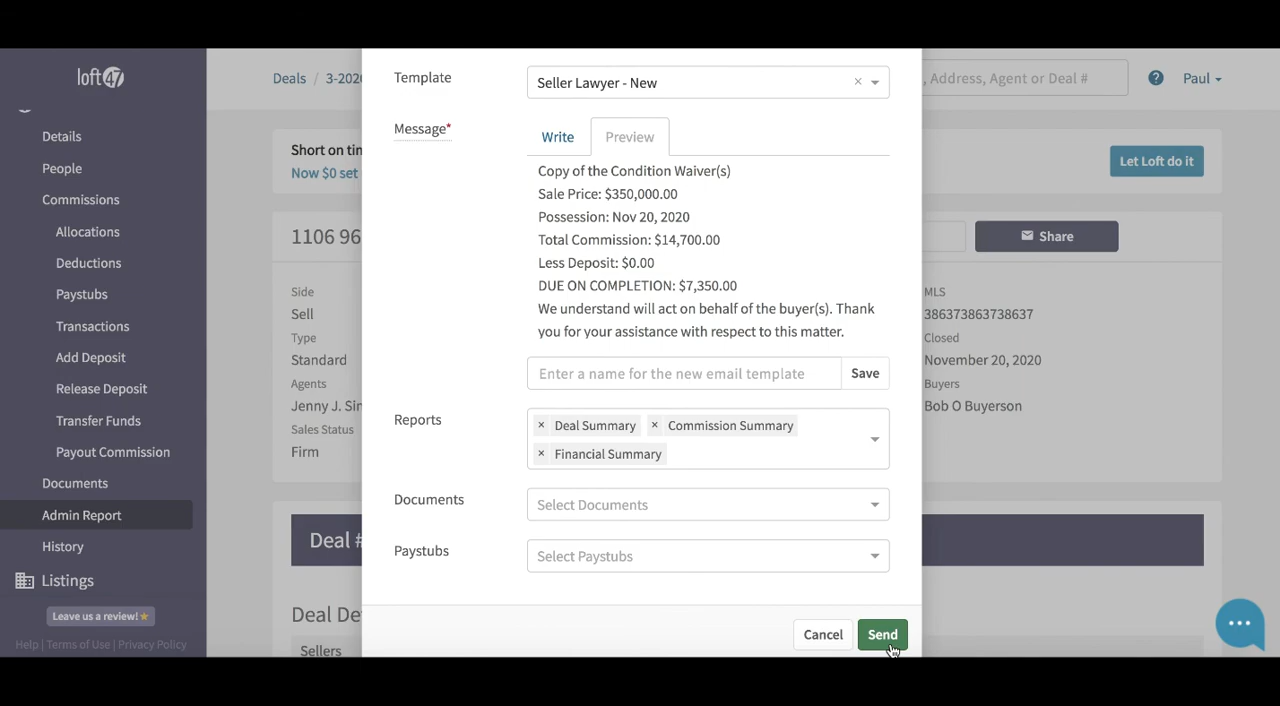 loft47
Details
People
Commissions
Allocations
Deductions
Paystubs
Transactions
Add Deposit
Release Deposit
Transfer Funds
Payout Commission
Documents
Admin Report
History
Listings
Leave us a review!⭐
Help | Terms of Use | Privacy Policy
Deals / 3-202
, Address, Agent or Deal #
?
Paul
Short on tim
Now $0 set
Let Loft do it
1106 96
Share
Side
Sell
Type
Standard
Agents
Jenny J. Sin
Sales Status
Firm
MLS
386373863738637
Closed
November 20, 2020
Buyers
Bob O Buyerson
Deal #
Deal De
Sellers
Template
Seller Lawyer - New
×
Message*
Write
Preview
Copy of the Condition Waiver(s)
Sale Price: $350,000.00
Possession: Nov 20, 2020
Total Commission: $14,700.00
Less Deposit: $0.00
DUE ON COMPLETION: $7,350.00
We understand will act on behalf of the buyer(s). Thank
you for your assistance with respect to this matter.
Enter a name for the new email template
Save
Reports
× Deal Summary × Commission Summary
× Financial Summary
Documents
Select Documents
Paystubs
Select Paystubs
Cancel
Send